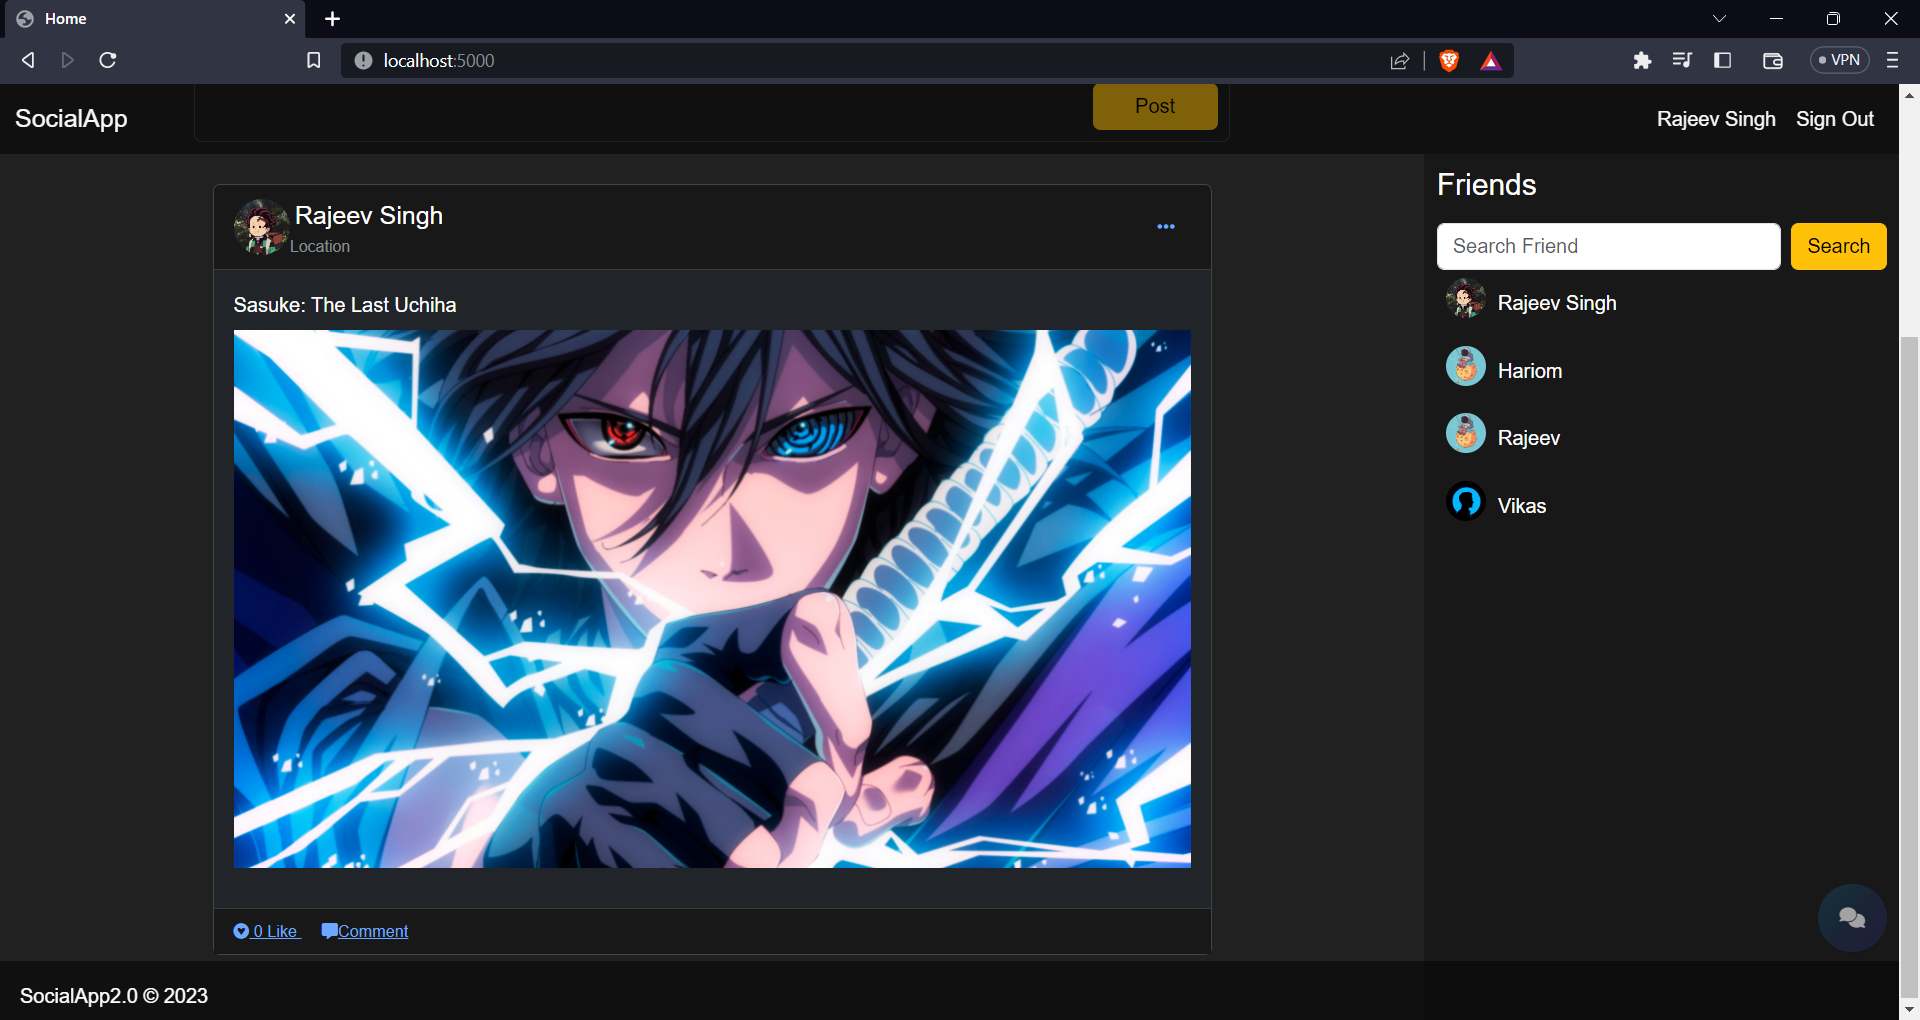 Home
localhost:5000
VPN
SocialApp
Post
Rajeev Singh
Sign Out
Rajeev Singh
Location
Sasuke: The Last Uchiha
0 Like
Comment
Friends
Search Friend
Search
Rajeev Singh
Hariom
Rajeev
Vikas
SocialApp2.0 © 2023